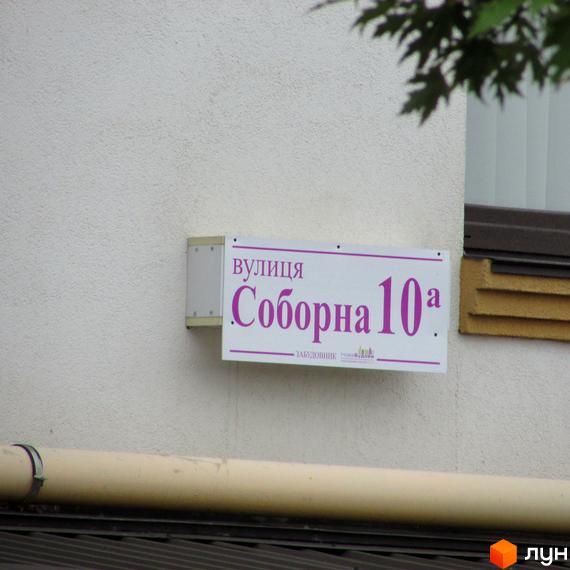 вулиця
Соборна 10а
ЗАБУДОВНИК
лун